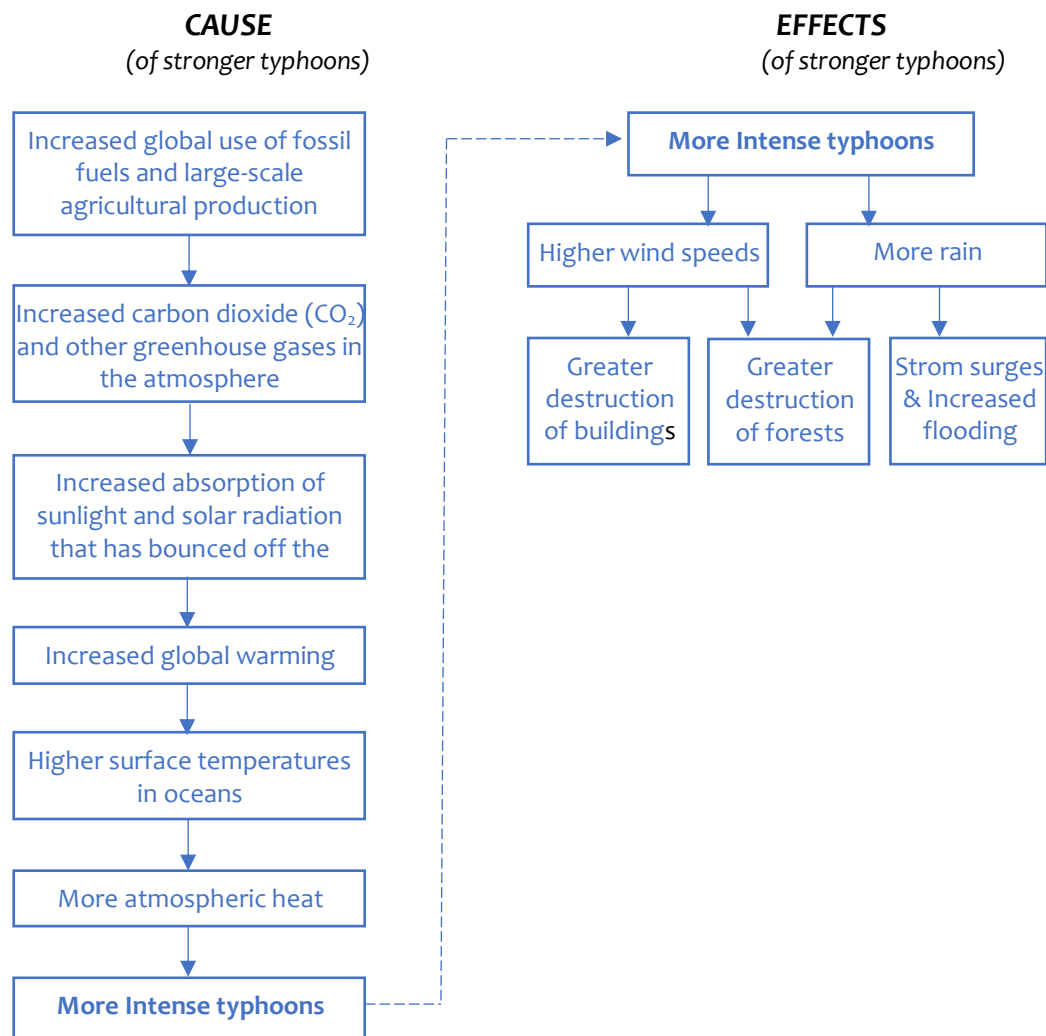 CAUSE
(of stronger typhoons)
Increased global use of fossil
fuels and large-scale
agricultural production
Increased carbon dioxide (CO₂)
and other greenhouse gases in
the atmosphere
Increased absorption of
sunlight and solar radiation
that has bounced off the
Increased global warming
Higher surface temperatures
in oceans
More atmospheric heat
More Intense typhoons
EFFECTS
(of stronger typhoons)
More Intense typhoons
Higher wind speeds
More rain
Greater
destruction
of buildings
Greater
destruction
of forests
Strom surges
& Increased
flooding